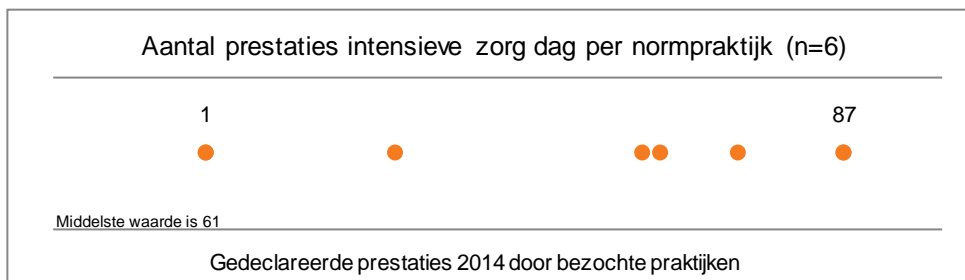 Aantal prestaties intensieve zorg dag per normpraktijk (n=6)
1 87
Middelste waarde is 61
Gedeclareerde prestaties 2014 door bezochte praktijken